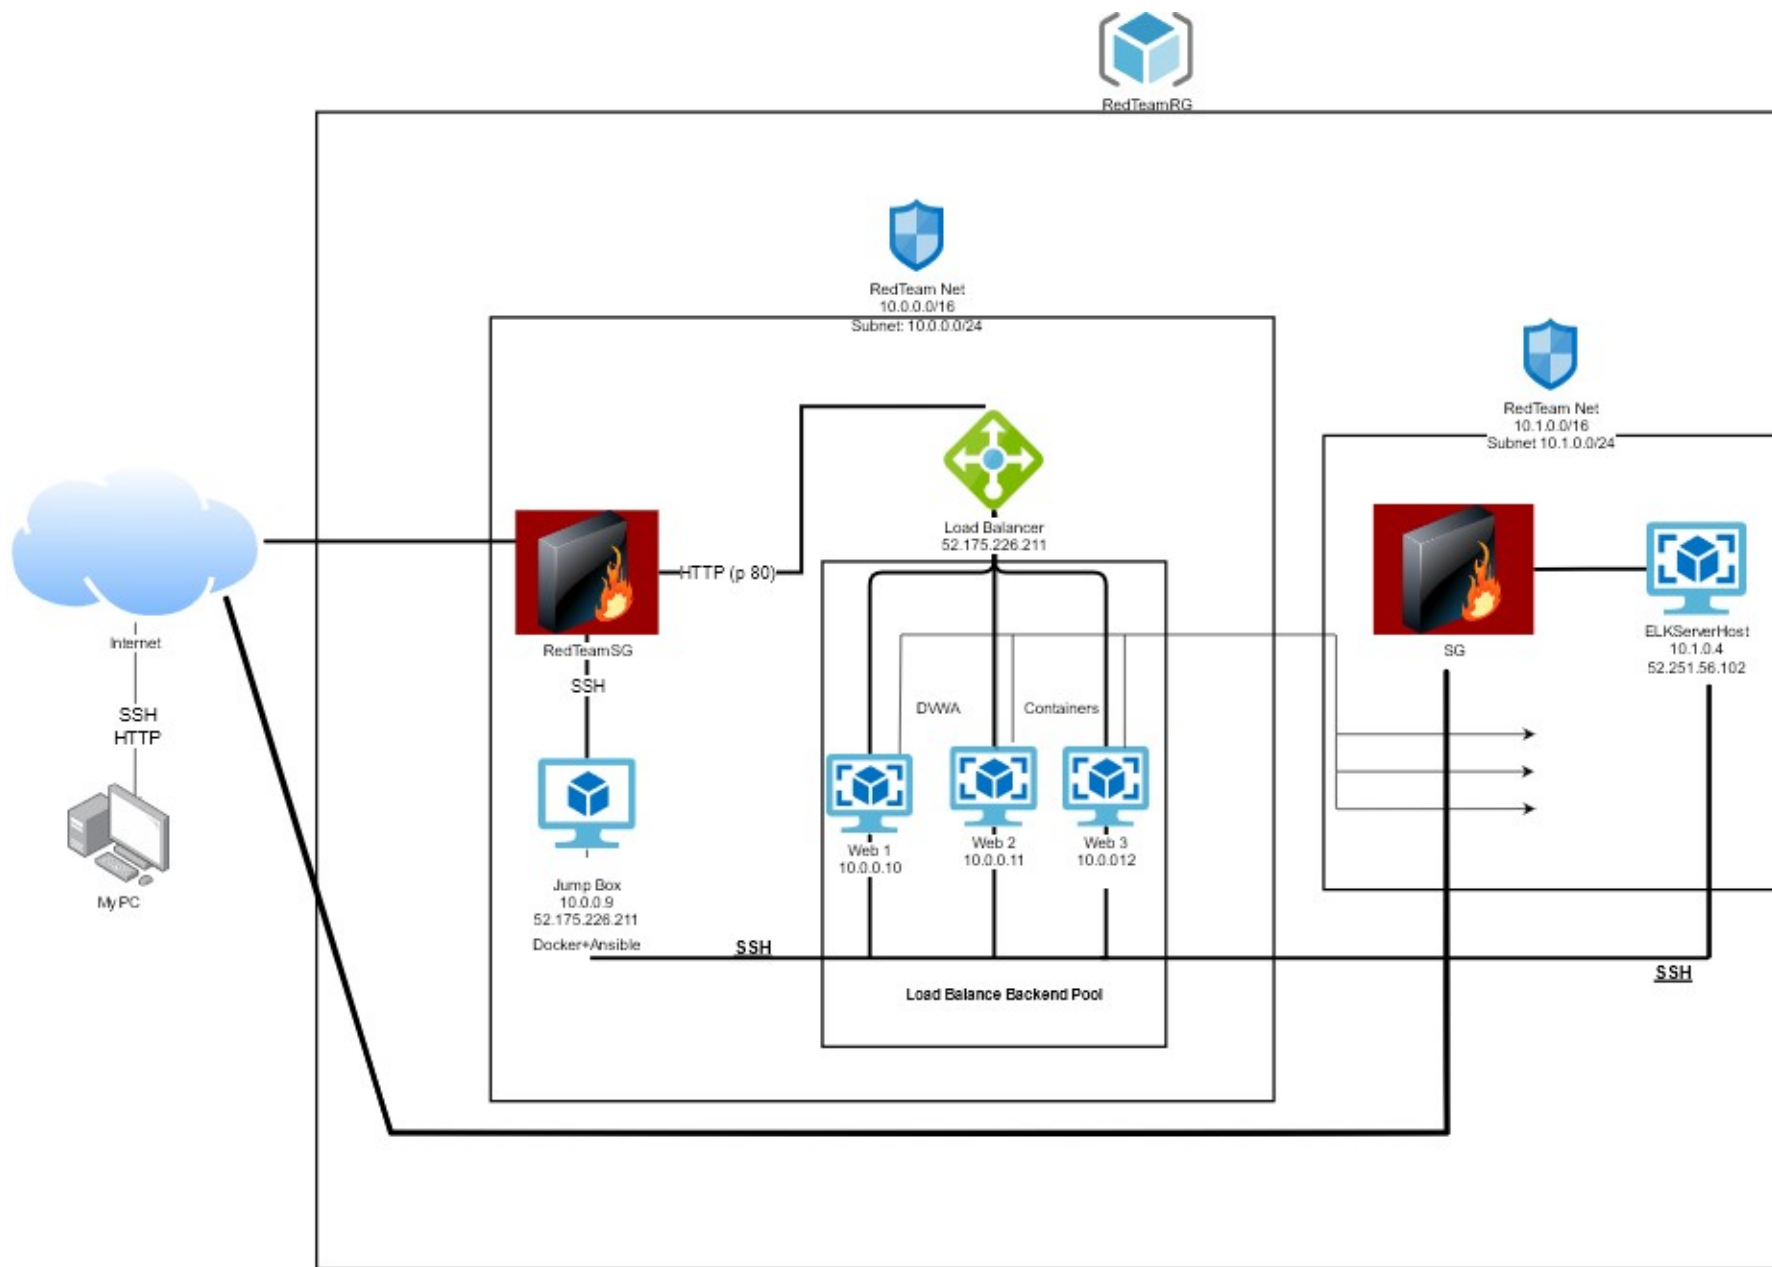 RedTeamRG
RedTeam Net
10.0.0.0/16
Subnet: 10.0.0.0/24
RedTeam Net
10.1.0.0/16
Subnet 10.1.0.0/24
Load Balancer
52.175.226.211
HTTP (p 80)
RedTeamSG
SSH
SG
ELKServerHost
10.1.0.4
52.251.56.102
Internet
SSH
HTTP
My PC
DVWA
Containers
Web 1
10.0.0.10
Web 2
10.0.0.11
Web 3
10.0.012
Jump Box
10.0.0.9
52.175.226.211
Docker+Ansible
SSH
SSH
Load Balance Backend Pool